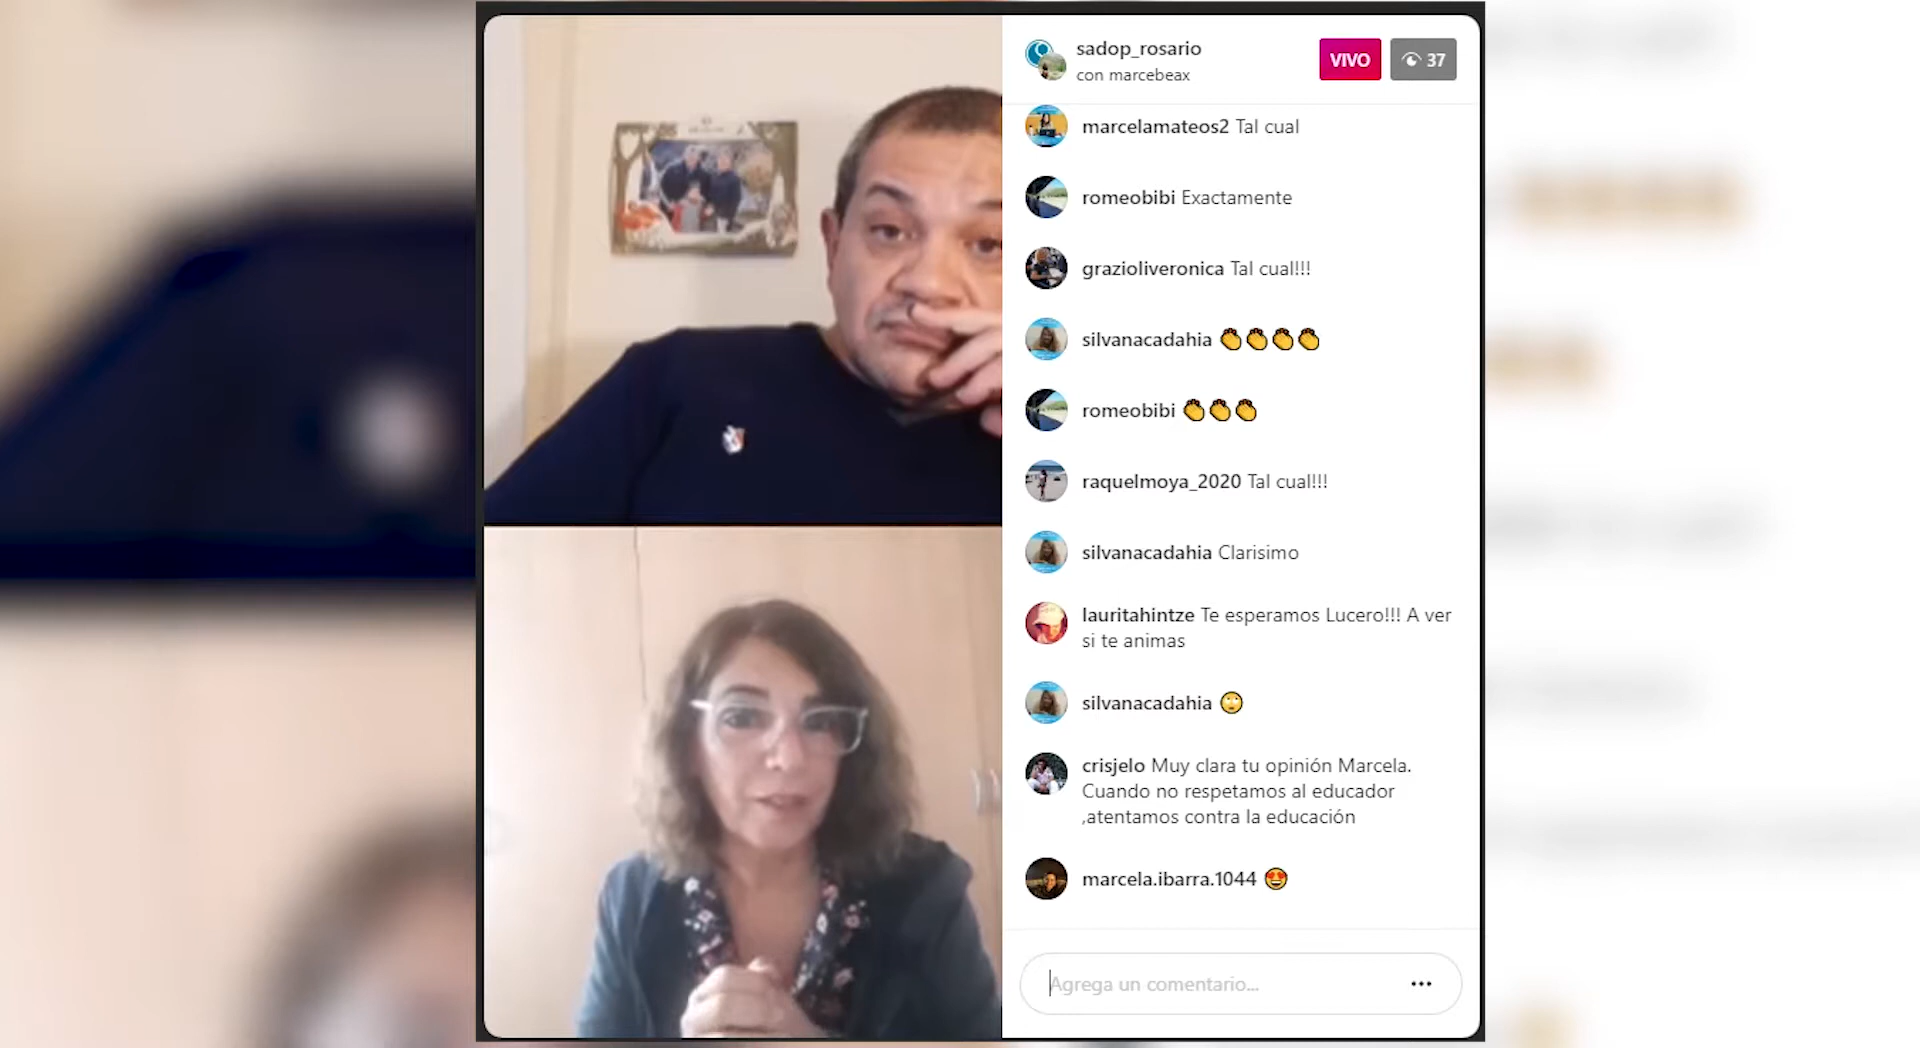 sadop_rosario
con marcebeax
VIVO
37
marcelamateos2 Tal cual
romeobibi Exactamente
grazioliveronica Tal cual!!!
silvanacadahia 👏👏👏👏
romeobibi 👏👏👏
raquelmoya_2020 Tal cual!!!
silvanacadahia Clarisimo
lauritahintze Te esperamos Lucero!!! A ver
si te animas
silvanacadahia 🙄
crisjelo Muy clara tu opinión Marcela.
Cuando no respetamos al educador
,atentamos contra la educación
marcela.ibarra.1044 😍
Agrega un comentario...